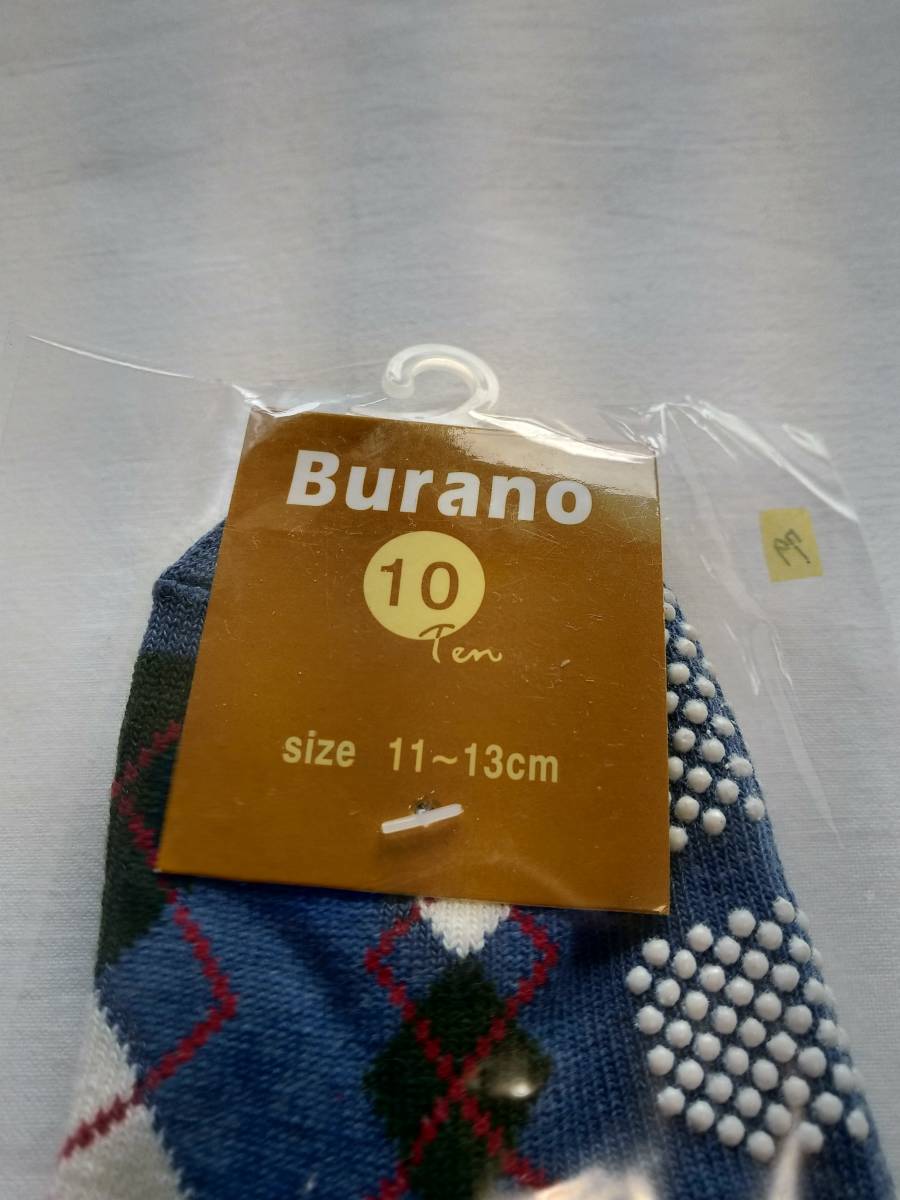 Burano
10
Ten
size 11~13cm